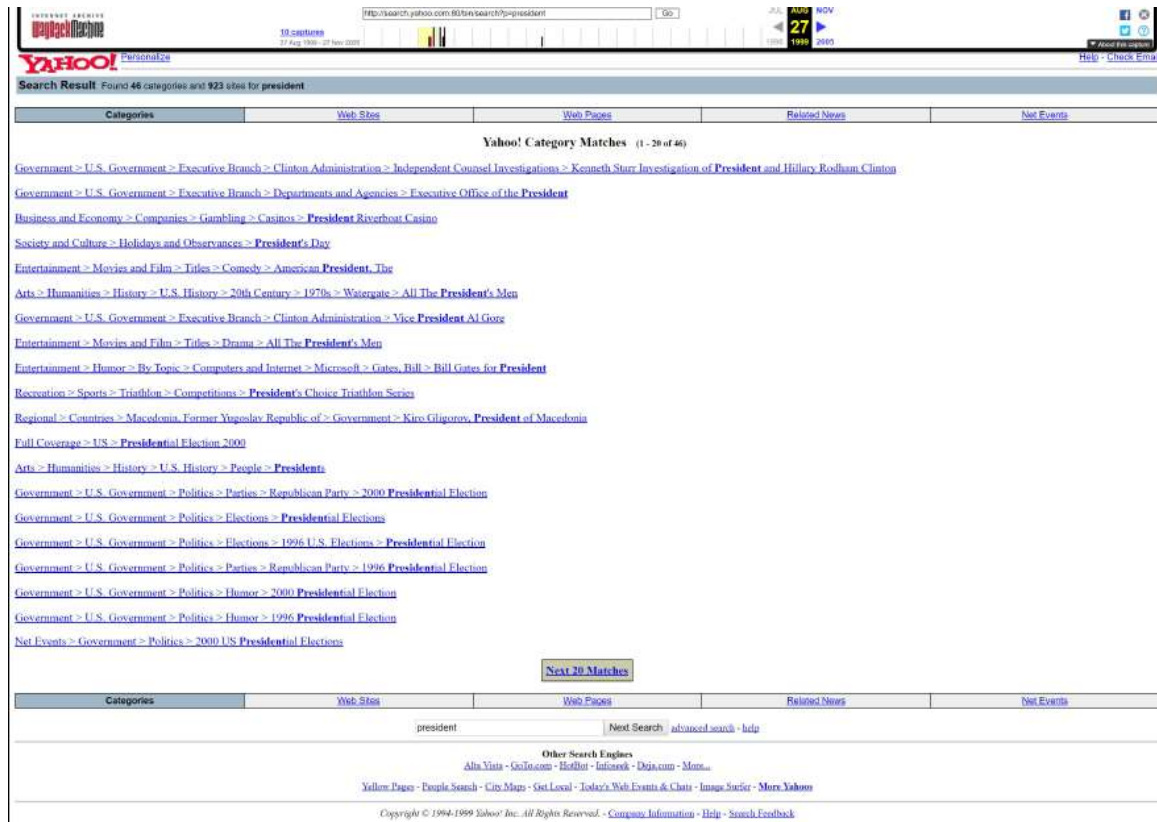 INTERNET ARCHIVE
WayBackMachine
http://search.yahoo.com:80/bin/search?p=president
Go
JUL AUG NOV
10 captures
27
27 Aug 1999 - 27 Nov 2005
1998 1999 2005
About this capture
YAHOO! Personalize
Help - Check Email
Search Result Found 46 categories and 923 sites for president
Categories Web Sites Web Pages Related News Net Events
Yahoo! Category Matches (1 - 20 of 46)
Government > U.S. Government > Executive Branch > Clinton Administration > Independent Counsel Investigations > Kenneth Starr Investigation of President and Hillary Rodham Clinton
Government > U.S. Government > Executive Branch > Departments and Agencies > Executive Office of the President
Business and Economy > Companies > Gambling > Casinos > President Riverboat Casino
Society and Culture > Holidays and Observances > President's Day
Entertainment > Movies and Film > Titles > Comedy > American President, The
Arts > Humanities > History > U.S. History > 20th Century > 1970s > Watergate > All The President's Men
Government > U.S. Government > Executive Branch > Clinton Administration > Vice President Al Gore
Entertainment > Movies and Film > Titles > Drama > All The President's Men
Entertainment > Humor > By Topic > Computers and Internet > Microsoft > Gates, Bill > Bill Gates for President
Recreation > Sports > Triathlon > Competitions > President's Choice Triathlon Series
Regional > Countries > Macedonia, Former Yugoslav Republic of > Government > Kiro Gligorov, President of Macedonia
Full Coverage > US > Presidential Election 2000
Arts > Humanities > History > U.S. History > People > Presidents
Government > U.S. Government > Politics > Parties > Republican Party > 2000 Presidential Election
Government > U.S. Government > Politics > Elections > Presidential Elections
Government > U.S. Government > Politics > Elections > 1996 U.S. Elections > Presidential Election
Government > U.S. Government > Politics > Parties > Republican Party > 1996 Presidential Election
Government > U.S. Government > Politics > Humor > 2000 Presidential Election
Government > U.S. Government > Politics > Humor > 1996 Presidential Election
Net Events > Government > Politics > 2000 US Presidential Elections
Next 20 Matches
Categories Web Sites Web Pages Related News Net Events
president Next Search advanced search - help
Other Search Engines
Alta Vista - GoTo.com - HotBot - Infoseek - Deja.com - More...
Yellow Pages - People Search - City Maps - Get Local - Today's Web Events & Chats - Image Surfer - More Yahoos
Copyright © 1994-1999 Yahoo! Inc. All Rights Reserved. - Company Information - Help - Search Feedback